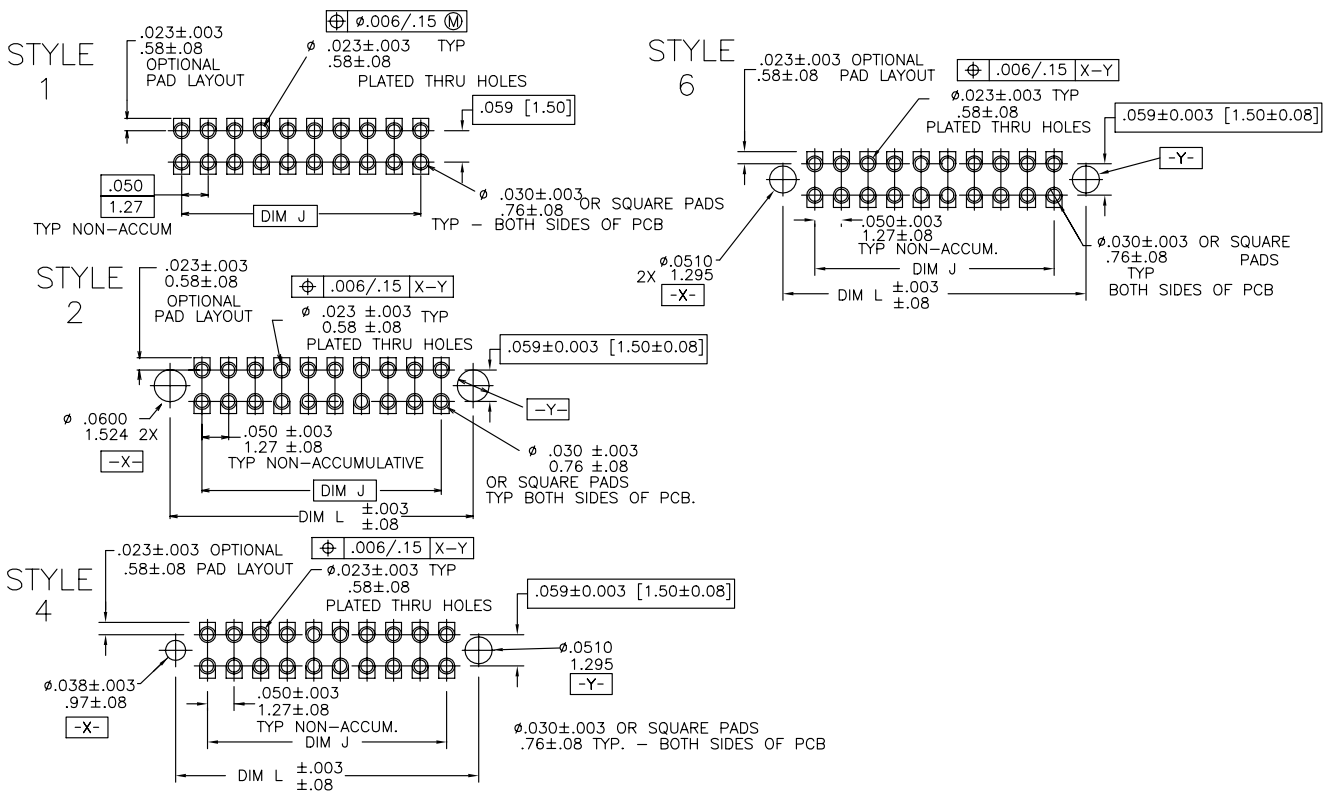 STYLE
1
.023±.003
.58±.08
OPTIONAL
PAD LAYOUT
⌖ ⌀.006/.15 Ⓜ
⌀ .023±.003 TYP
.58±.08
PLATED THRU HOLES
.059 [1.50]
.050
1.27
TYP NON-ACCUM
DIM J
⌀ .030±.003
.76±.08 OR SQUARE PADS
TYP - BOTH SIDES OF PCB
STYLE
2
.023±.003
0.58±.08
OPTIONAL
PAD LAYOUT
⌖ .006/.15 X-Y
⌀ .023 ±.003 TYP
0.58 ±.08
PLATED THRU HOLES
.059±0.003 [1.50±0.08]
-Y-
⌀ .0600
1.524 2X
-X-
.050 ±.003
1.27 ±.08
TYP NON-ACCUMULATIVE
⌀ .030 ±.003
0.76 ±.08
OR SQUARE PADS
TYP BOTH SIDES OF PCB.
DIM J
DIM L ±.003
±.08
STYLE
4
.023±.003 OPTIONAL
.58±.08 PAD LAYOUT
⌖ .006/.15 X-Y
⌀.023±.003 TYP
.58±.08
PLATED THRU HOLES
.059±0.003 [1.50±0.08]
⌀.0510
1.295
-Y-
⌀.038±.003
.97±.08
-X-
.050±.003
1.27±.08
TYP NON-ACCUM.
DIM J
⌀.030±.003 OR SQUARE PADS
.76±.08 TYP. - BOTH SIDES OF PCB
DIM L ±.003
±.08
STYLE
6
.023±.003 OPTIONAL
.58±.08 PAD LAYOUT
⌖ .006/.15 X-Y
⌀.023±.003 TYP
.58±.08
PLATED THRU HOLES
.059±0.003 [1.50±0.08]
-Y-
.050±.003
1.27±.08
TYP NON-ACCUM.
⌀.0510
2X 1.295
-X-
DIM J
DIM L ±.003
±.08
⌀.030±.003 OR SQUARE
.76±.08 PADS
TYP
BOTH SIDES OF PCB